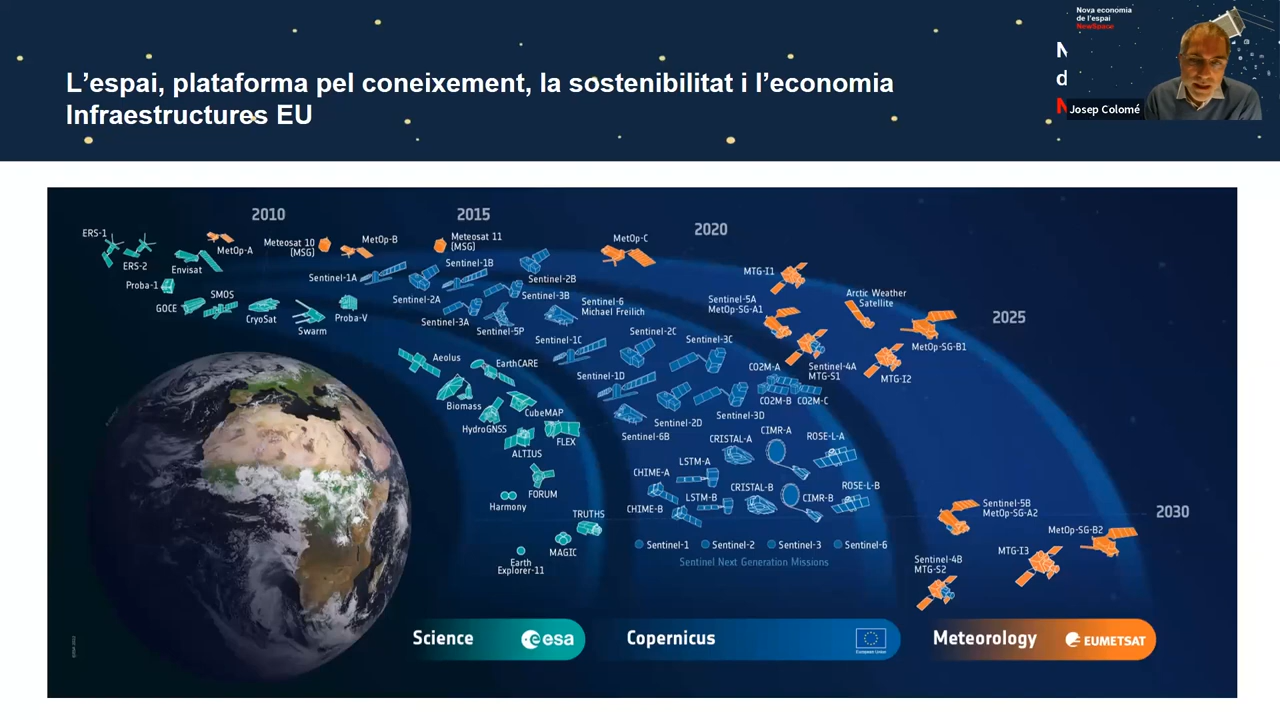 Nova economia
de l'espai
NewSpace
N
d
N
Josep Colomé
L'espai, plataforma pel coneixement, la sostenibilitat i l'economia
Infraestructures EU
2010
2015
2020
2025
2030
ERS-1
ERS-2
Envisat
MetOp-A
Meteosat 10
(MSG)
MetOp-B
Meteosat 11
(MSG)
MetOp-C
Proba-1
GOCE
SMOS
CryoSat
Swarm
Proba-V
Sentinel-1A
Sentinel-1B
Sentinel-2A
Sentinel-2B
Sentinel-3A
Sentinel-3B
Sentinel-5P
Sentinel-6
Michael Freilich
Sentinel-1C
Sentinel-2C
Sentinel-3C
Sentinel-1D
Sentinel-2D
Sentinel-3D
Sentinel-6B
MTG-I1
Sentinel-5A
MetOp-SG-A1
Arctic Weather
Satellite
MetOp-SG-B1
Sentinel-4A
MTG-S1
MTG-I2
CO2M-A
CO2M-B
CO2M-C
Aeolus
EarthCARE
Biomass
CubeMAP
HydroGNSS
FLEX
ALTIUS
FORUM
Harmony
TRUTHS
MAGIC
Earth
Explorer-11
CRISTAL-A
CIMR-A
ROSE-L-A
CHIME-A
LSTM-A
CRISTAL-B
CIMR-B
ROSE-L-B
CHIME-B
LSTM-B
Sentinel-1
Sentinel-2
Sentinel-3
Sentinel-6
Sentinel Next Generation Missions
Sentinel-5B
MetOp-SG-A2
MetOp-SG-B2
MTG-I3
Sentinel-4B
MTG-S2
Science
esa
Copernicus
European Union
Meteorology
EUMETSAT